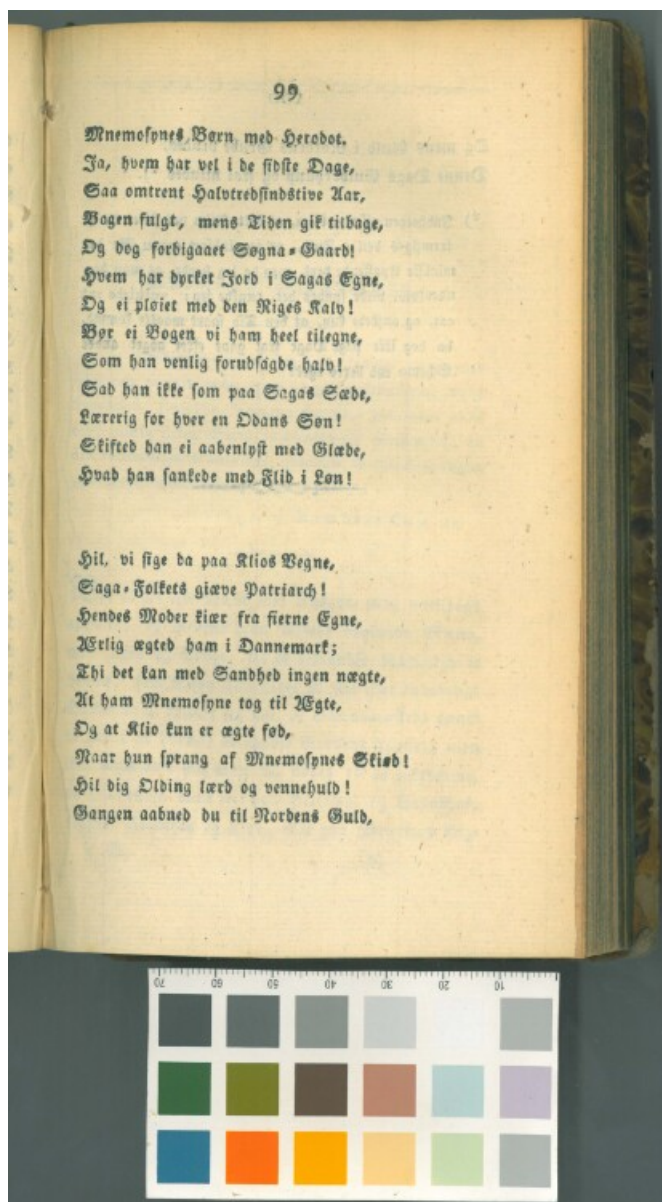 99
Mnemosynes Børn med Herodot.
Ja, hvem har vel i de sidste Dage,
Saa omtrent Halvtredsindstive Aar,
Bogen fulgt, mens Tiden gik tilbage,
Og dog forbigaaet Søgna-Gaard!
Hvem har dyrket Jord i Sagas Egne,
Og ei pløiet med den Riges Kalv!
Bør ei Bogen vi ham heel tilegne,
Som han venlig forudsagde halv!
Sad han ikke som paa Sagas Sæde,
Lærerig for hver en Odans Søn!
Skifted han ei aabenlyst med Glæde,
Hvad han sankede med Flid i Løn!
Hil, vi sige da paa Klios Vegne,
Saga-Folkets giæve Patriarch!
Hendes Moder kiær fra fierne Egne,
Ærlig ægted ham i Dannemark;
Thi det kan med Sandhed ingen nægte,
At ham Mnemosyne tog til Ægte,
Og at Klio kun er ægte fød,
Naar hun sprang af Mnemosynes Skiød!
Hil dig Olding lærd og vennehuld!
Gangen aabned du til Nordens Guld,
70
60
50
40
30
20
10